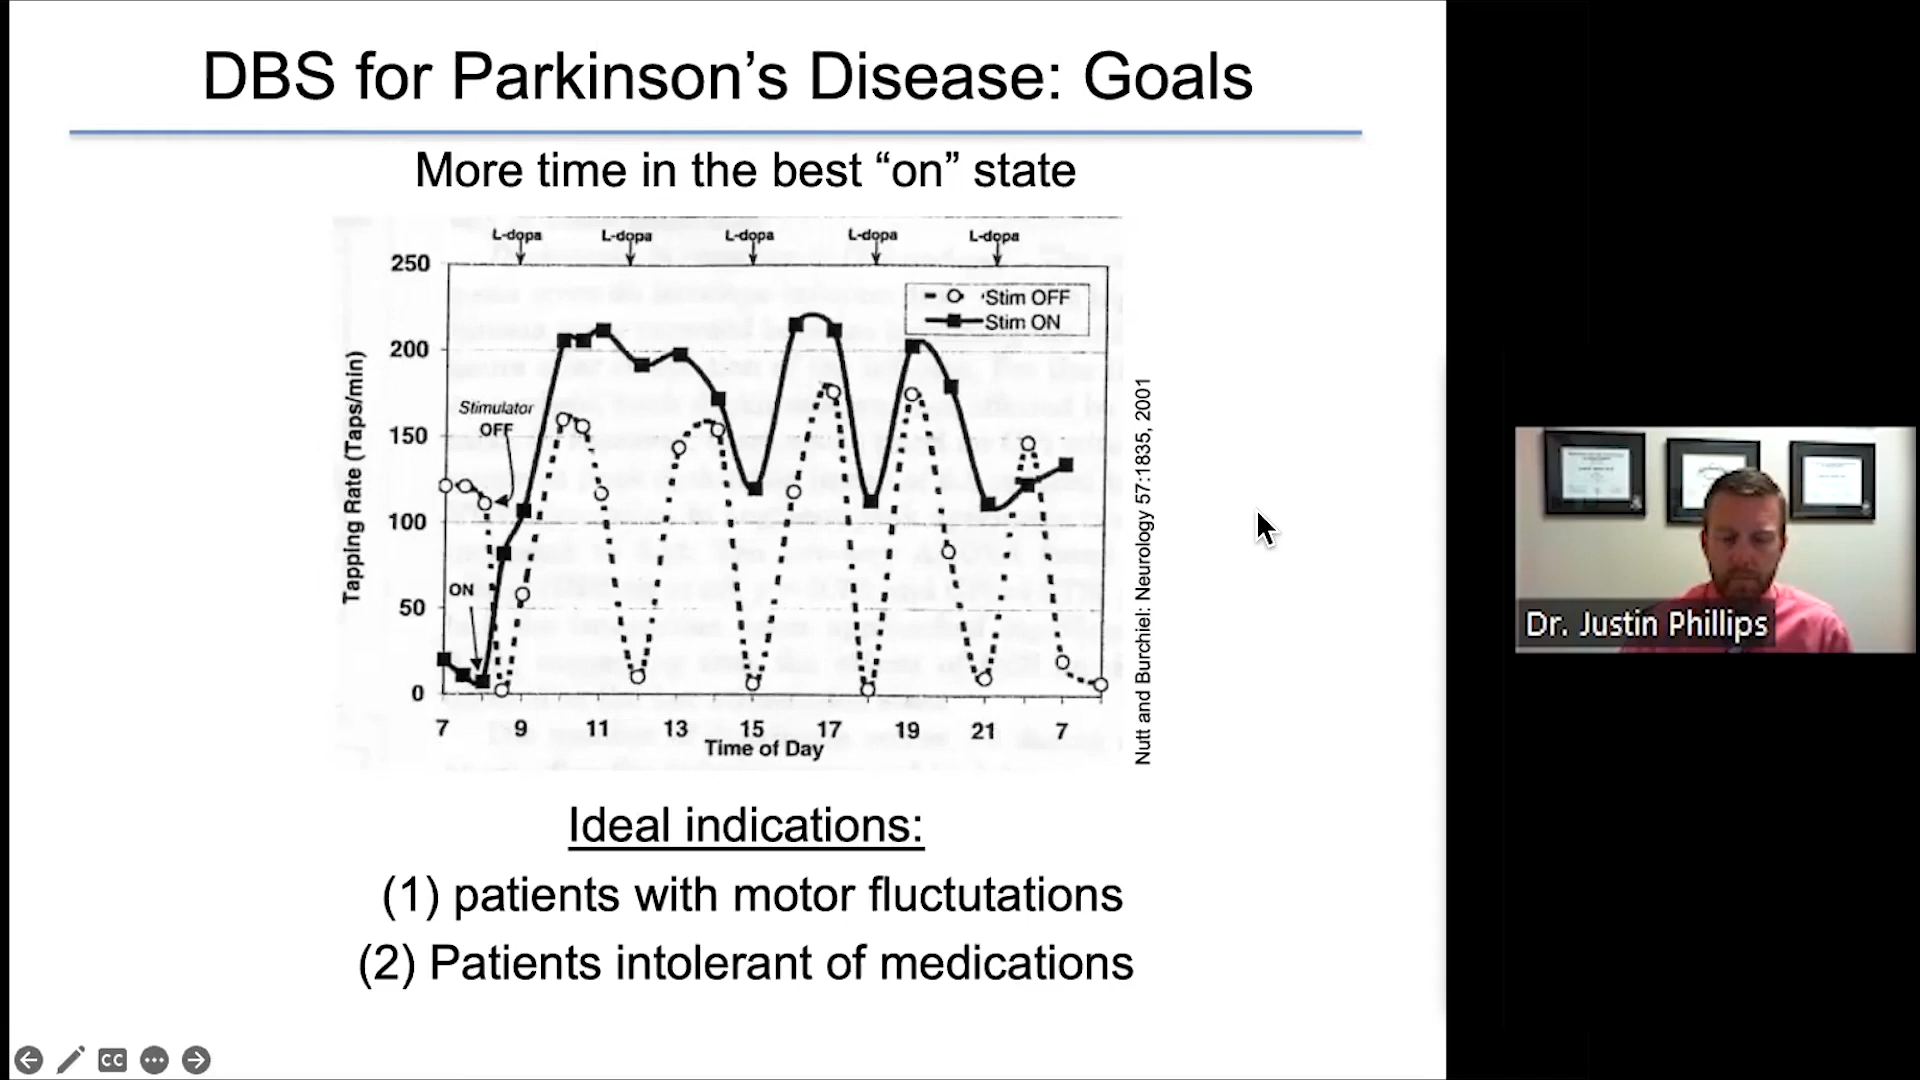 DBS for Parkinson's Disease: Goals
More time in the best “on” state
L-dopa L-dopa L-dopa L-dopa L-dopa
250
200
150
100
50
0
Tapping Rate (Taps/min)
Stim OFF
Stim ON
Stimulator
OFF
ON
7 9 11 13 15 17 19 21 7
Time of Day
Nutt and Burchiel: Neurology 57:1835, 2001
Ideal indications:
(1) patients with motor fluctutations
(2) Patients intolerant of medications
CC
Dr. Justin Phillips